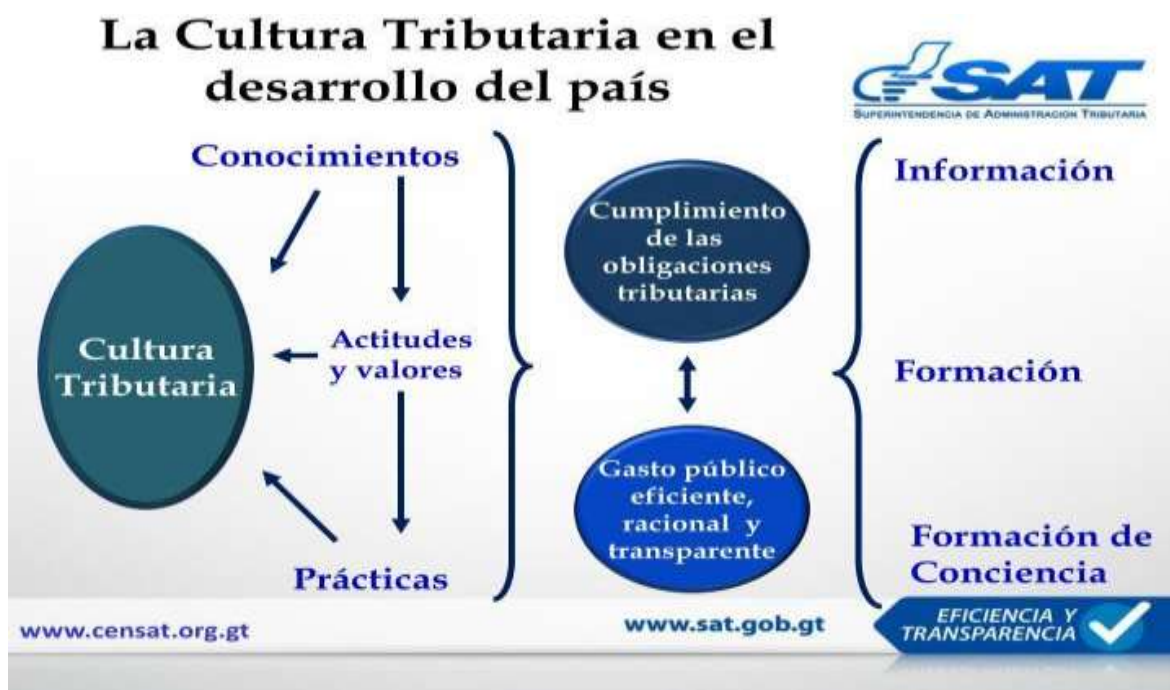 La Cultura Tributaria en el
desarrollo del país
SAT
SUPERINTENDENCIA DE ADMINISTRACION TRIBUTARIA
Conocimientos
Cultura
Tributaria
Actitudes
y valores
Prácticas
Cumplimiento
de las
obligaciones
tributarias
Gasto público
eficiente,
racional y
transparente
Información
Formación
Formación de
Conciencia
www.censat.org.gt
www.sat.gob.gt
EFICIENCIA Y
TRANSPARENCIA